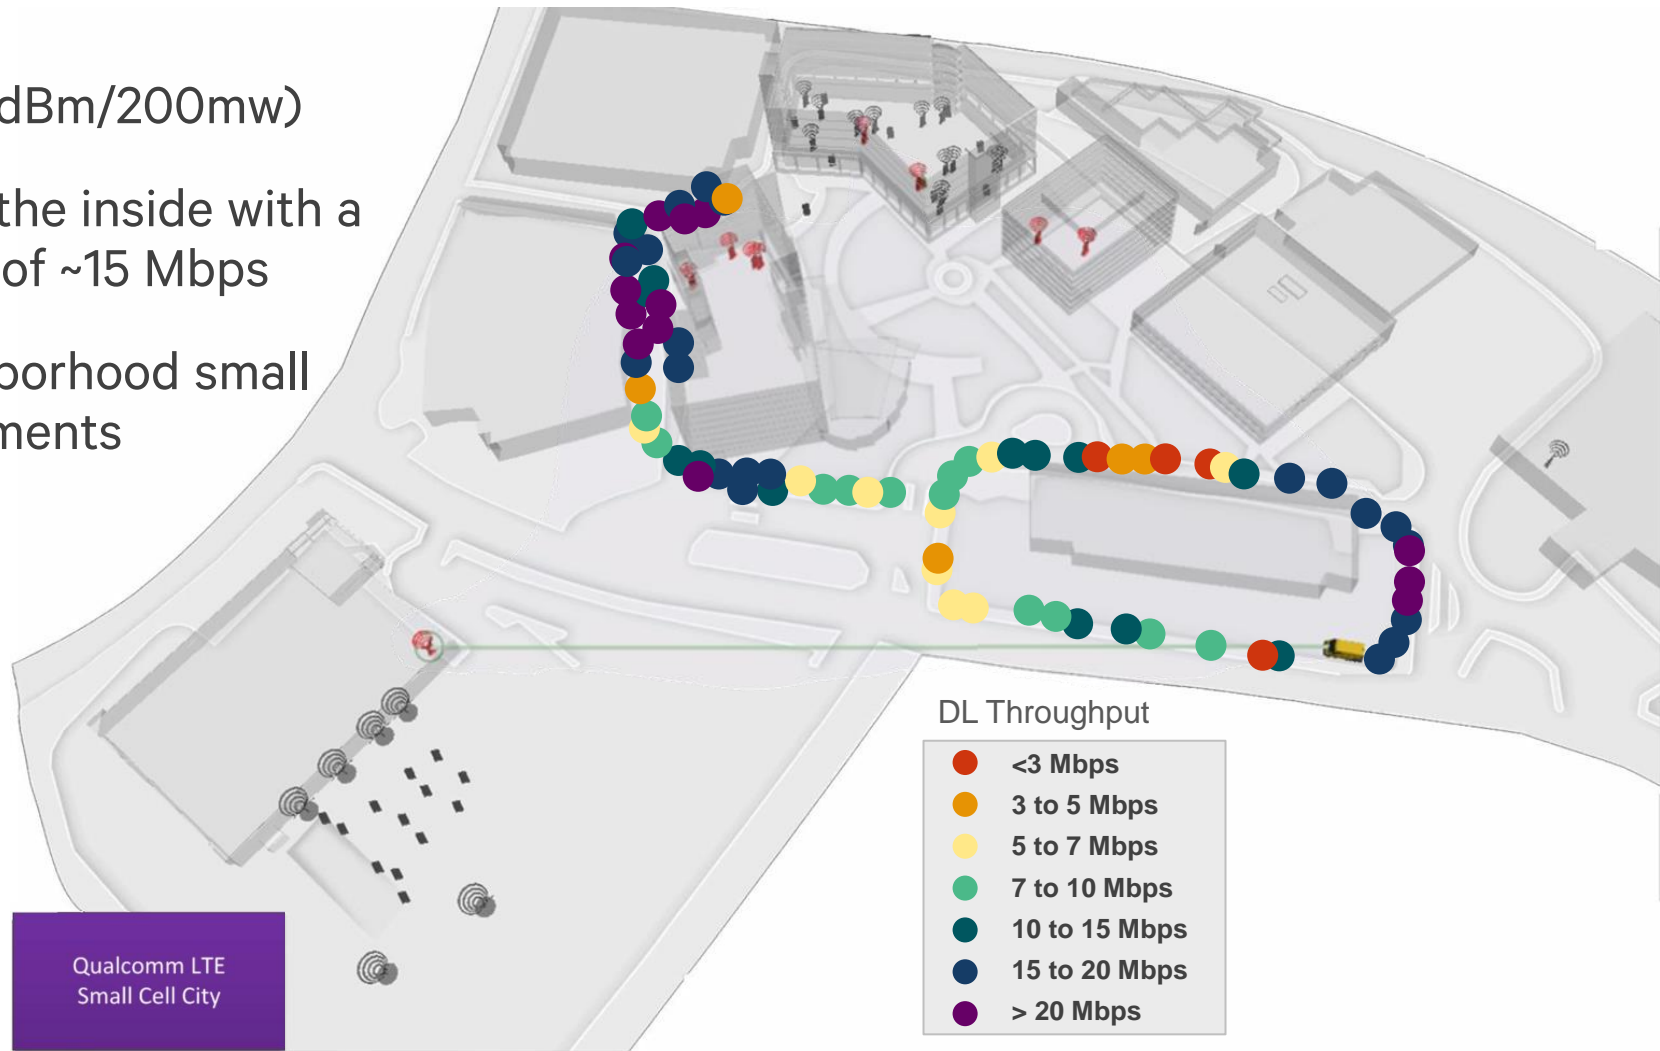 dBm/200mw)
the inside with a
of ~15 Mbps
borhood small
ments
DL Throughput
<3 Mbps
3 to 5 Mbps
5 to 7 Mbps
7 to 10 Mbps
10 to 15 Mbps
15 to 20 Mbps
> 20 Mbps
Qualcomm LTE
Small Cell City